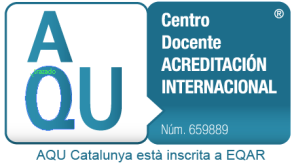 AQU
Centro
Docente
ACREDITACIÓN
INTERNACIONAL
®
Núm. 659889
AQU Catalunya està inscrita a EQAR